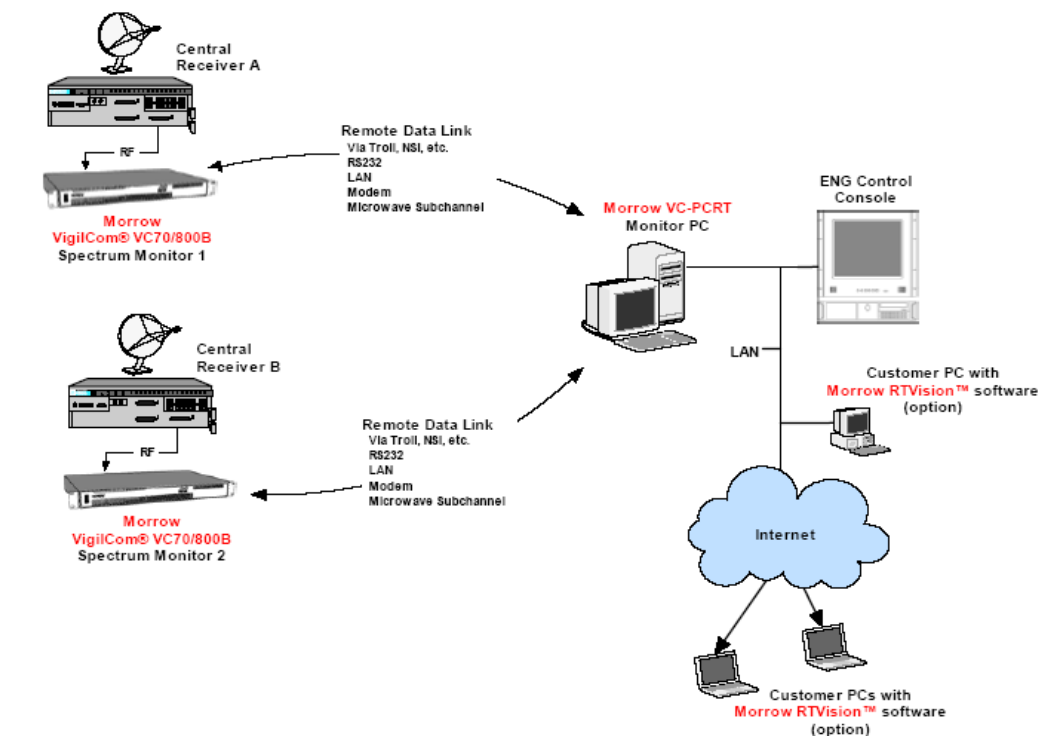 Central
Receiver A
RF
Morrow
VigilCom® VC70/800B
Spectrum Monitor 1
Remote Data Link
Via Troll, NSI, etc.
RS232
LAN
Modem
Microwave Subchannel
Morrow VC-PCRT
Monitor PC
ENG Control
Console
LAN
Customer PC with
Morrow RTVision™ software
(option)
Central
Receiver B
RF
Morrow
VigilCom® VC70/800B
Spectrum Monitor 2
Remote Data Link
Via Troll, NSI, etc.
RS232
LAN
Modem
Microwave Subchannel
Internet
Customer PCs with
Morrow RTVision™ software
(option)